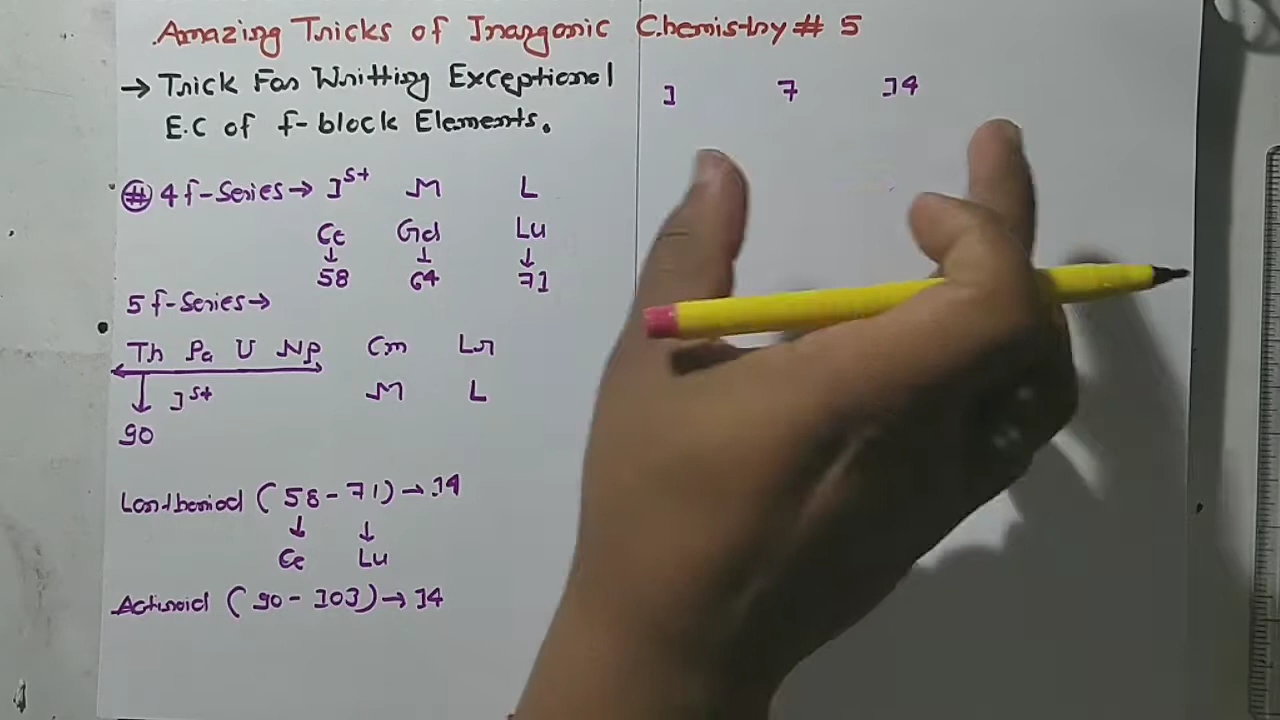 Amazing Tricks of Inorganic Chemistry # 5
→ Trick For Writting Exceptional
E.C of f-block Elements.
# 4f-Series → 1st M L
Ce Gd Lu
↓ ↓ ↓
58 64 71
5f-Series →
Th Pa U Np Cm Lr
1st M L
90
Lantheniod (58 - 71) → 14
↓ ↓
Ce Lu
Actinoid (90 - 103) → 14
1 7 14